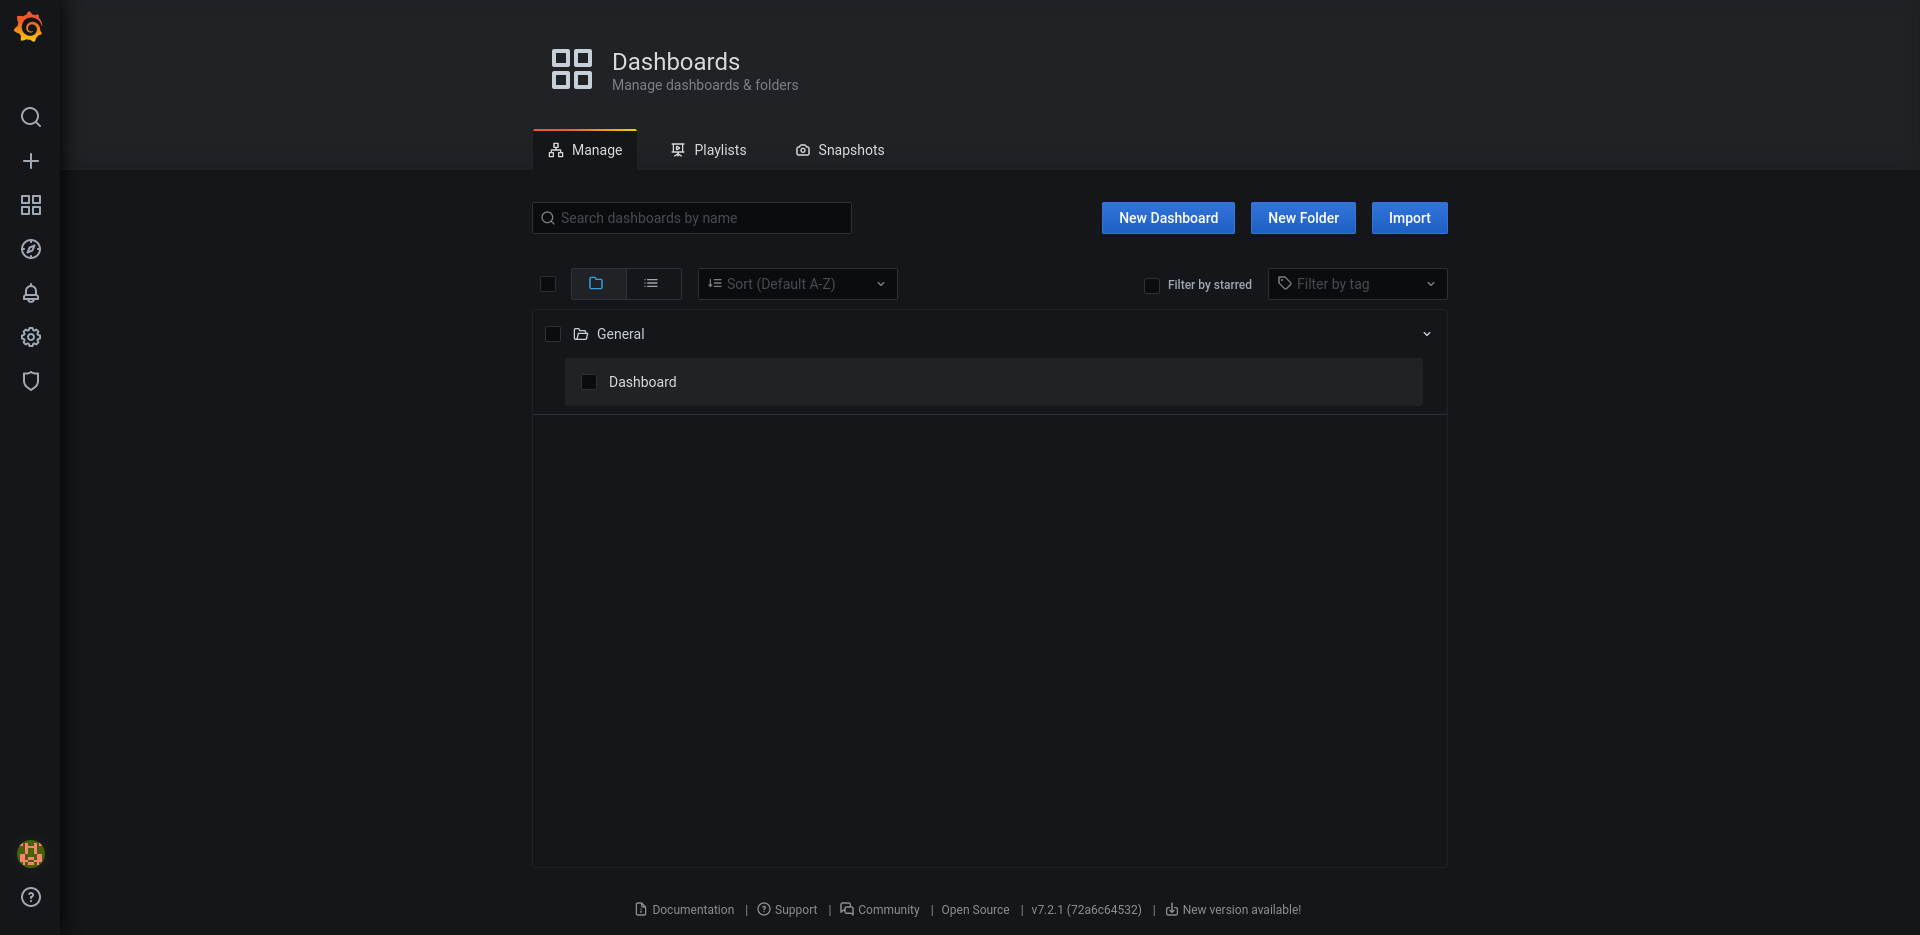 Dashboards
Manage dashboards & folders
Manage
Playlists
Snapshots
Search dashboards by name
New Dashboard
New Folder
Import
Sort (Default A-Z)
Filter by starred
Filter by tag
General
Dashboard
Documentation | Support | Community | Open Source | v7.2.1 (72a6c64532) | New version available!